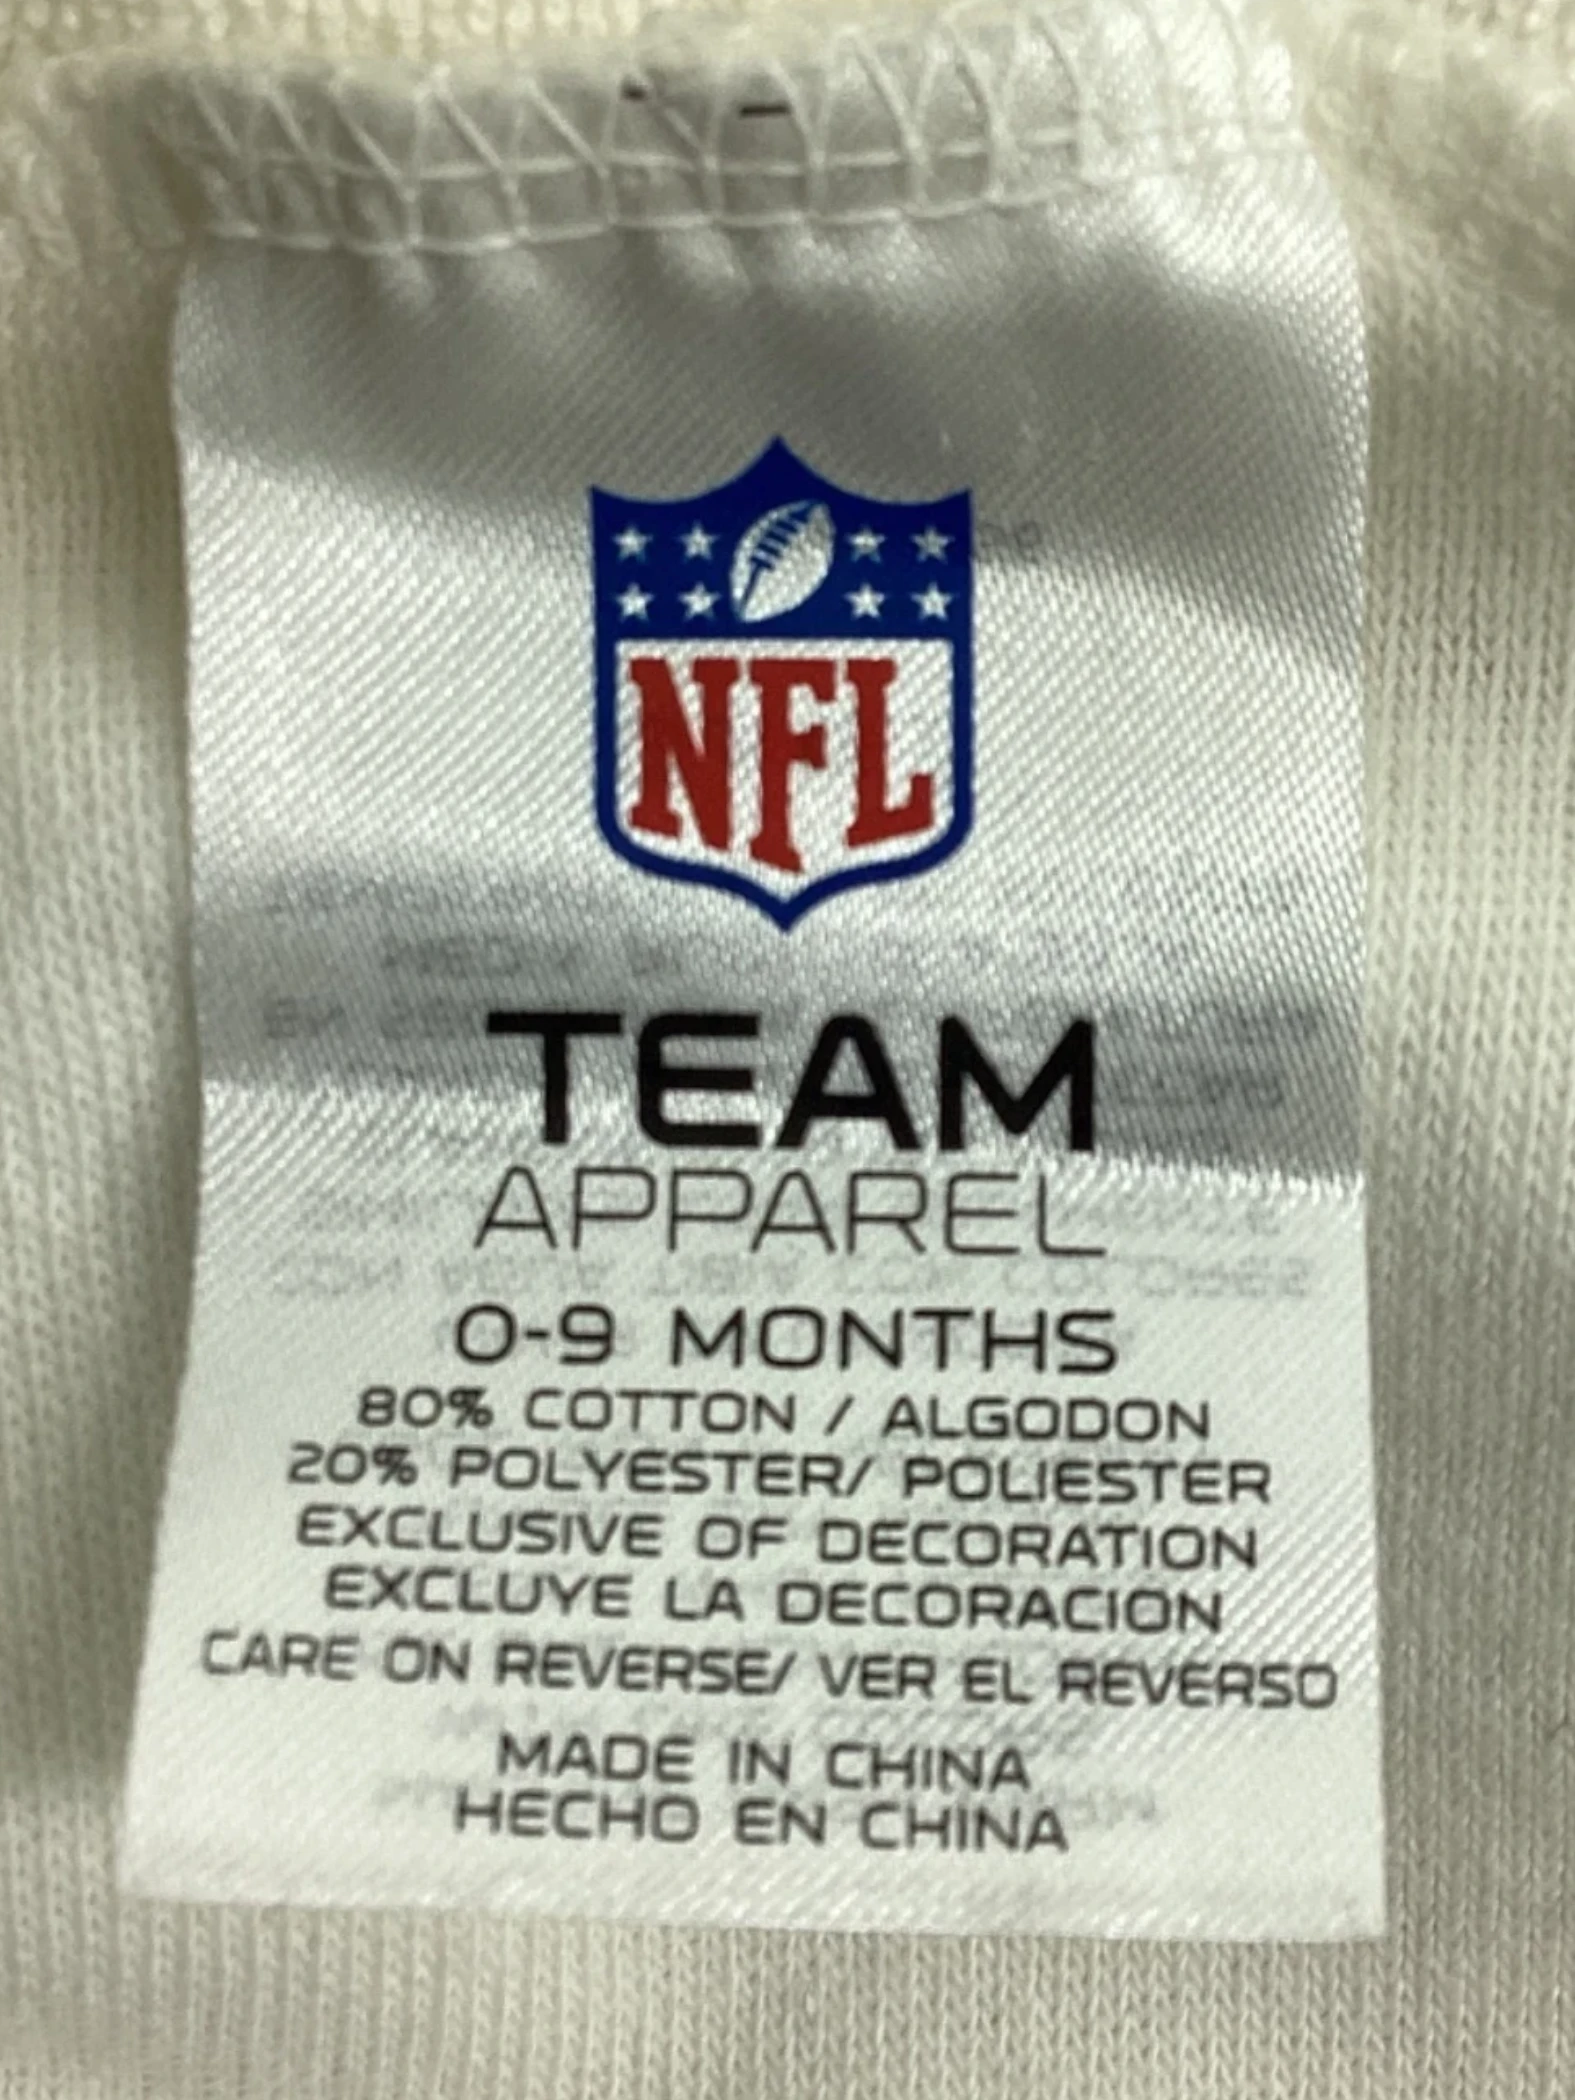 NFL
TEAM
APPAREL
0-9 MONTHS
80% COTTON / ALGODON
20% POLYESTER/ POLIESTER
EXCLUSIVE OF DECORATION
EXCLUYE LA DECORACION
CARE ON REVERSE/ VER EL REVERSO
MADE IN CHINA
HECHO EN CHINA